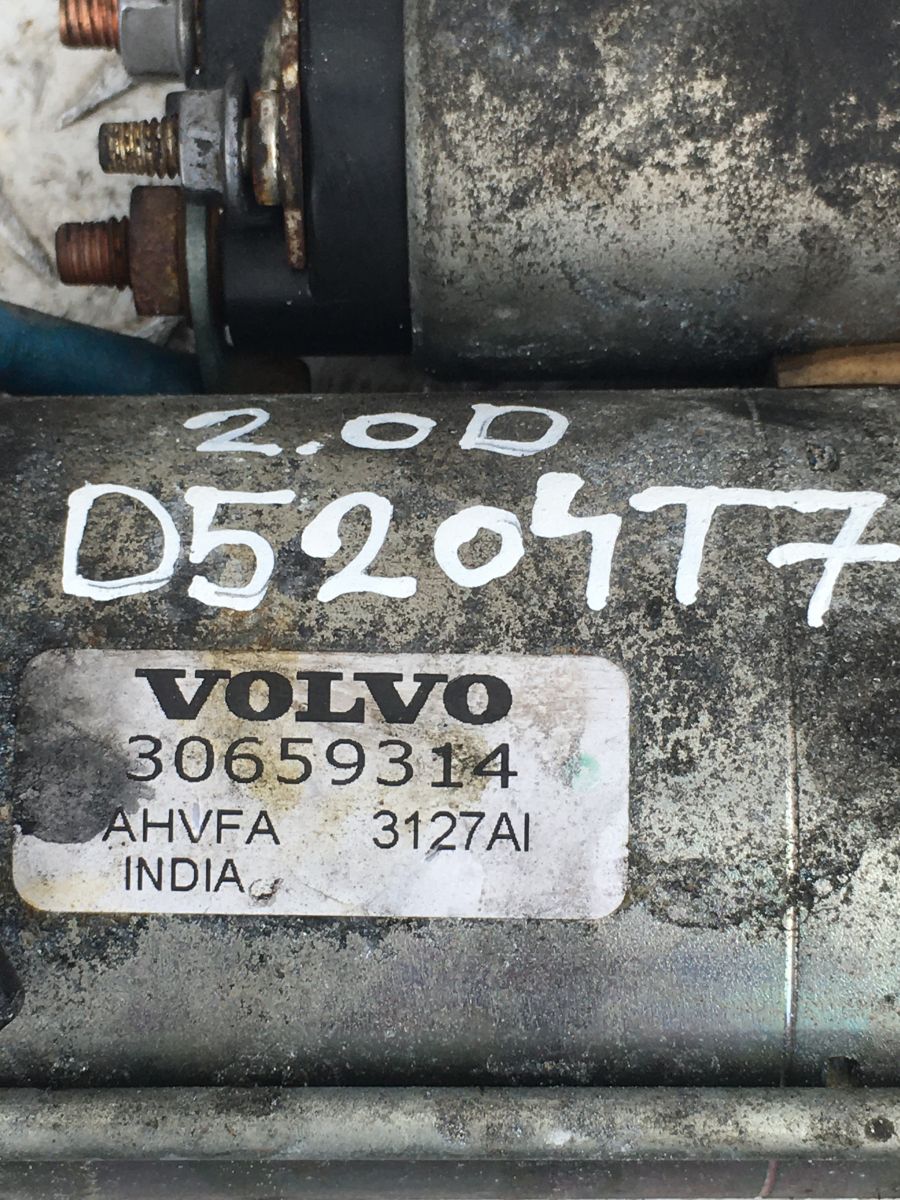 2.0D
D5204T7
VOLVO
30659314
AHVFA 3127AI
INDIA